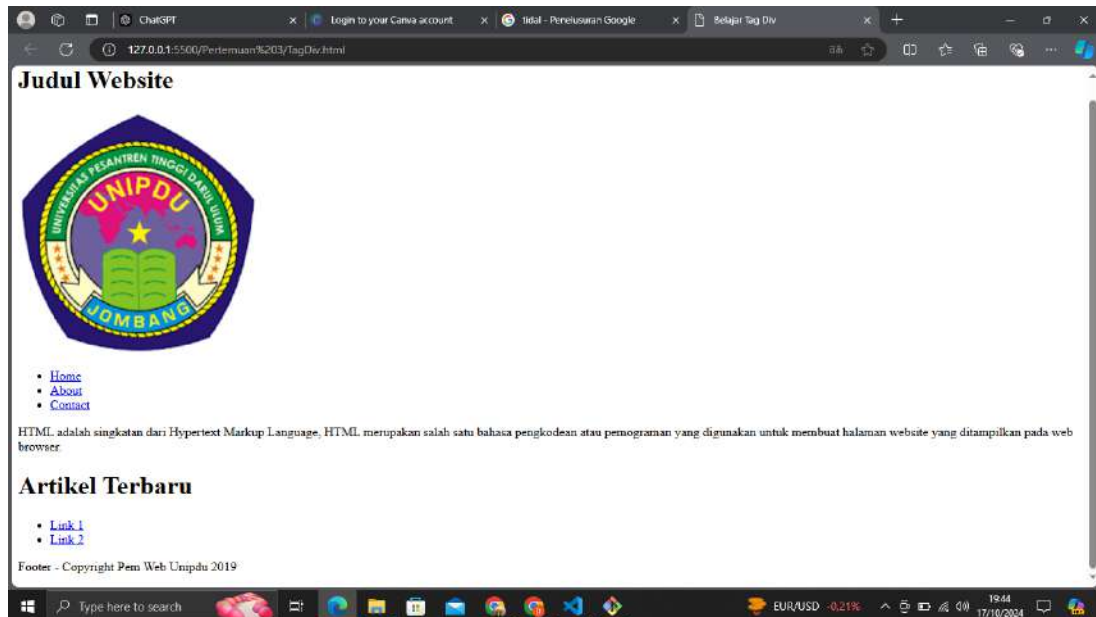 ChatGPT
Login to your Canva account
tidal - Penelusuran Google
Belajar Tag Div
127.0.0.1:5500/Pertemuan%203/TagDiv.html
Judul Website
UNIVERSITAS PESANTREN TINGGI DARUL ULUM
UNIPDU
JOMBANG
Home
About
Contact
HTML adalah singkatan dari Hypertext Markup Language, HTML merupakan salah satu bahasa pengkodean atau pemograman yang digunakan untuk membuat halaman website yang ditampilkan pada web
browser.
Artikel Terbaru
Link 1
Link 2
Footer - Copyright Pem Web Unipdu 2019
Type here to search
EUR/USD -0,21%
19:44
17/10/2024